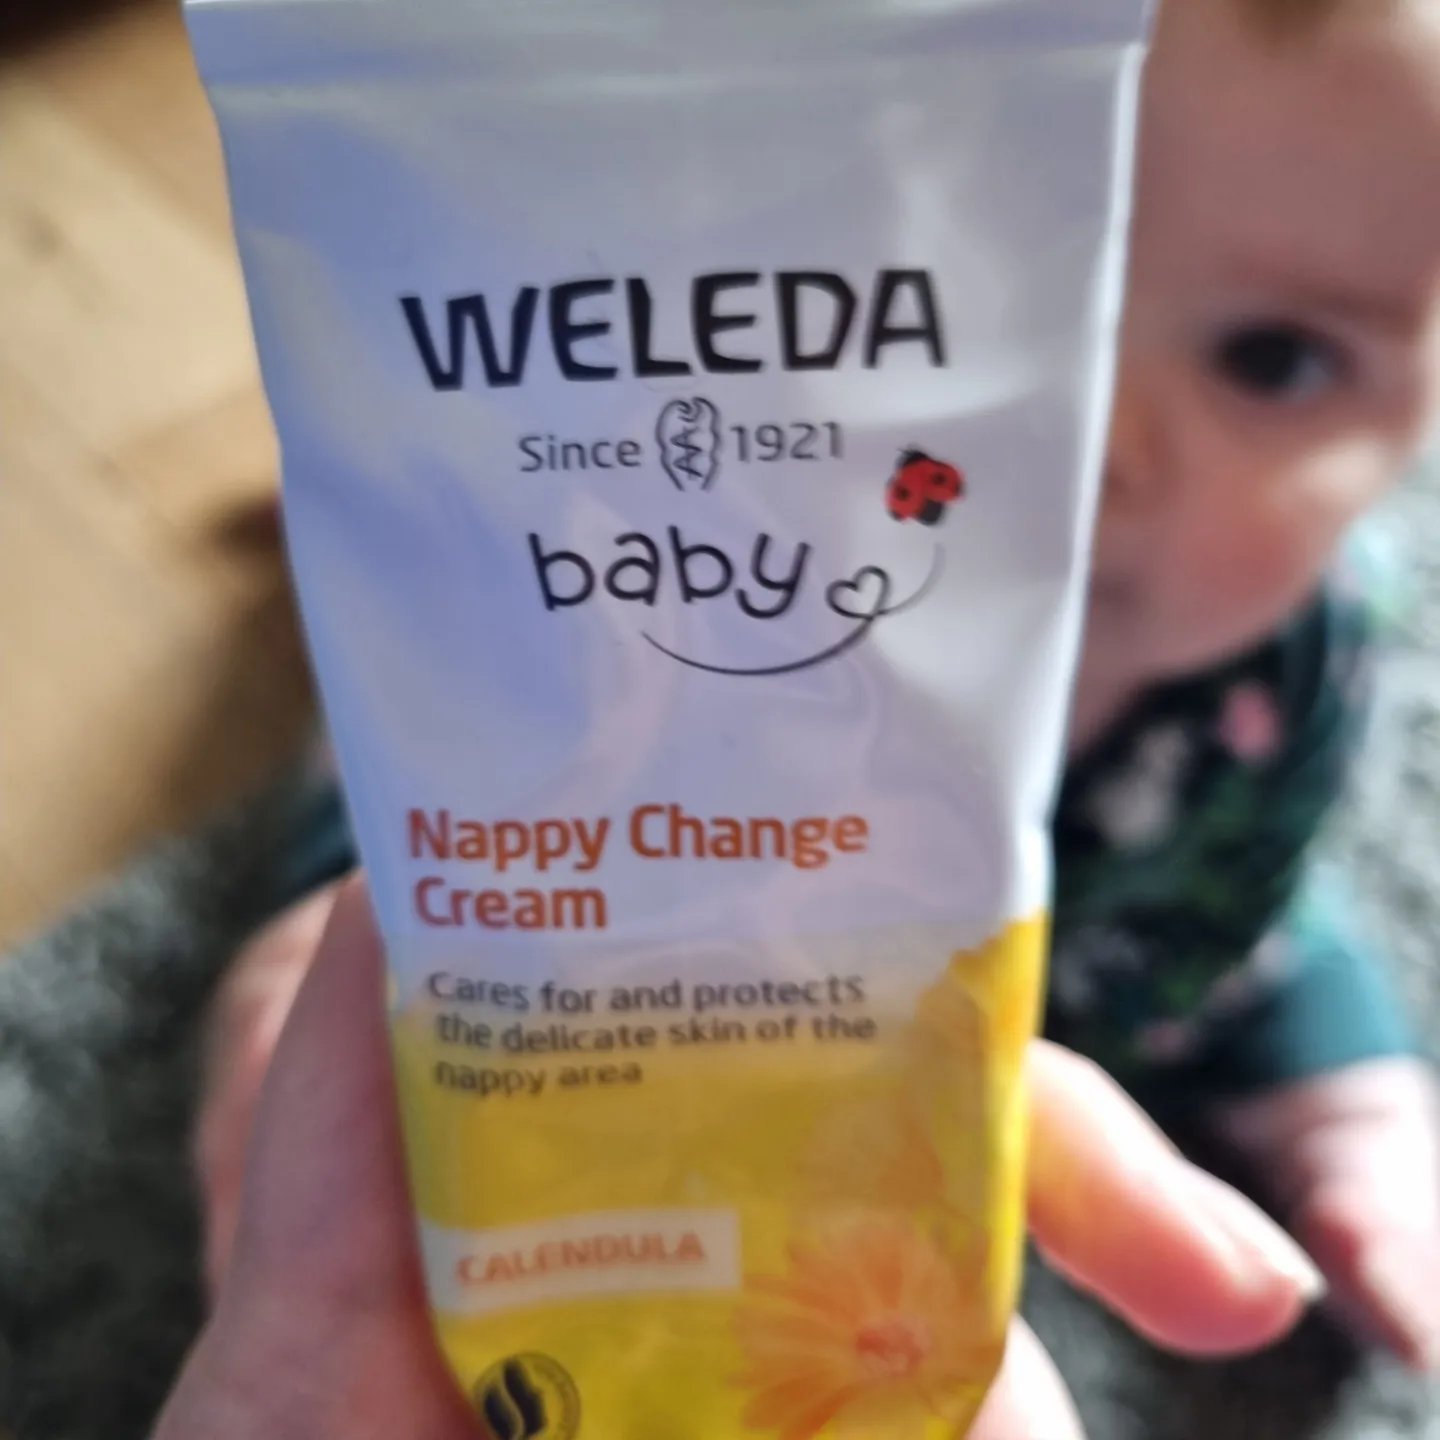 WELEDA
Since 1921
baby
Nappy Change
Cream
Cares for and protects
the delicate skin of the
nappy area
CALENDULA